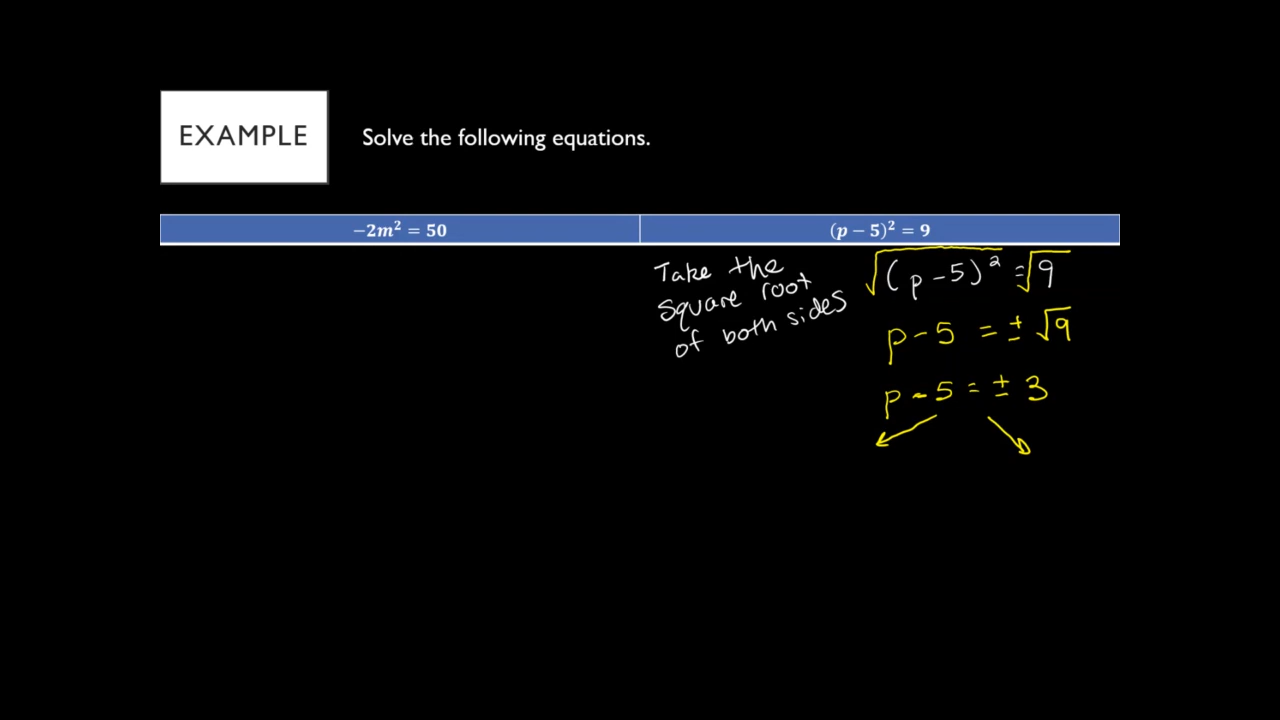 EXAMPLE
Solve the following equations.
−2m² = 50
(p − 5)² = 9
Take the
square root
of both sides
√(p-5)² = √9
p-5 = ± √9
p-5 = ± 3